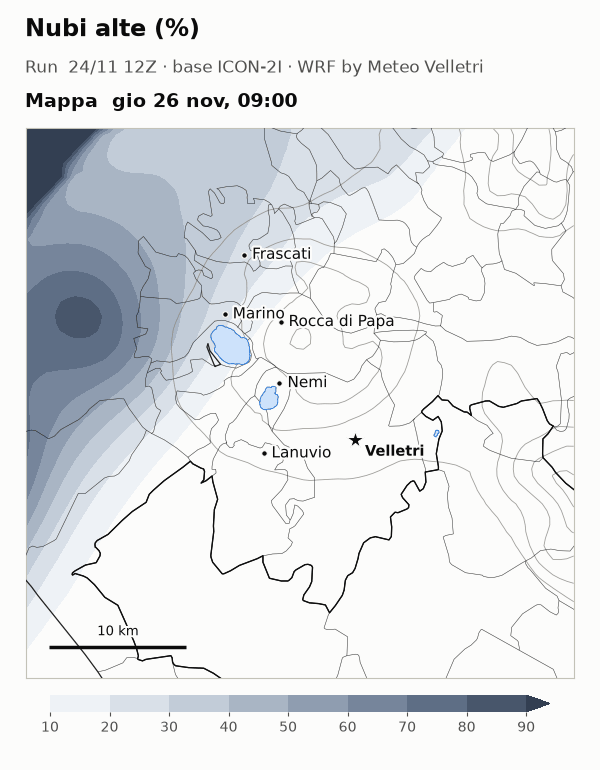 Nubi alte (%)
Run  24/11 12Z · base ICON-2I · WRF by Meteo Velletri
Mappa  gio 26 nov, 09:00
Frascati
Marino
Rocca di Papa
Nemi
Velletri
Lanuvio
10 km
10 20 30 40 50 60 70 80 90